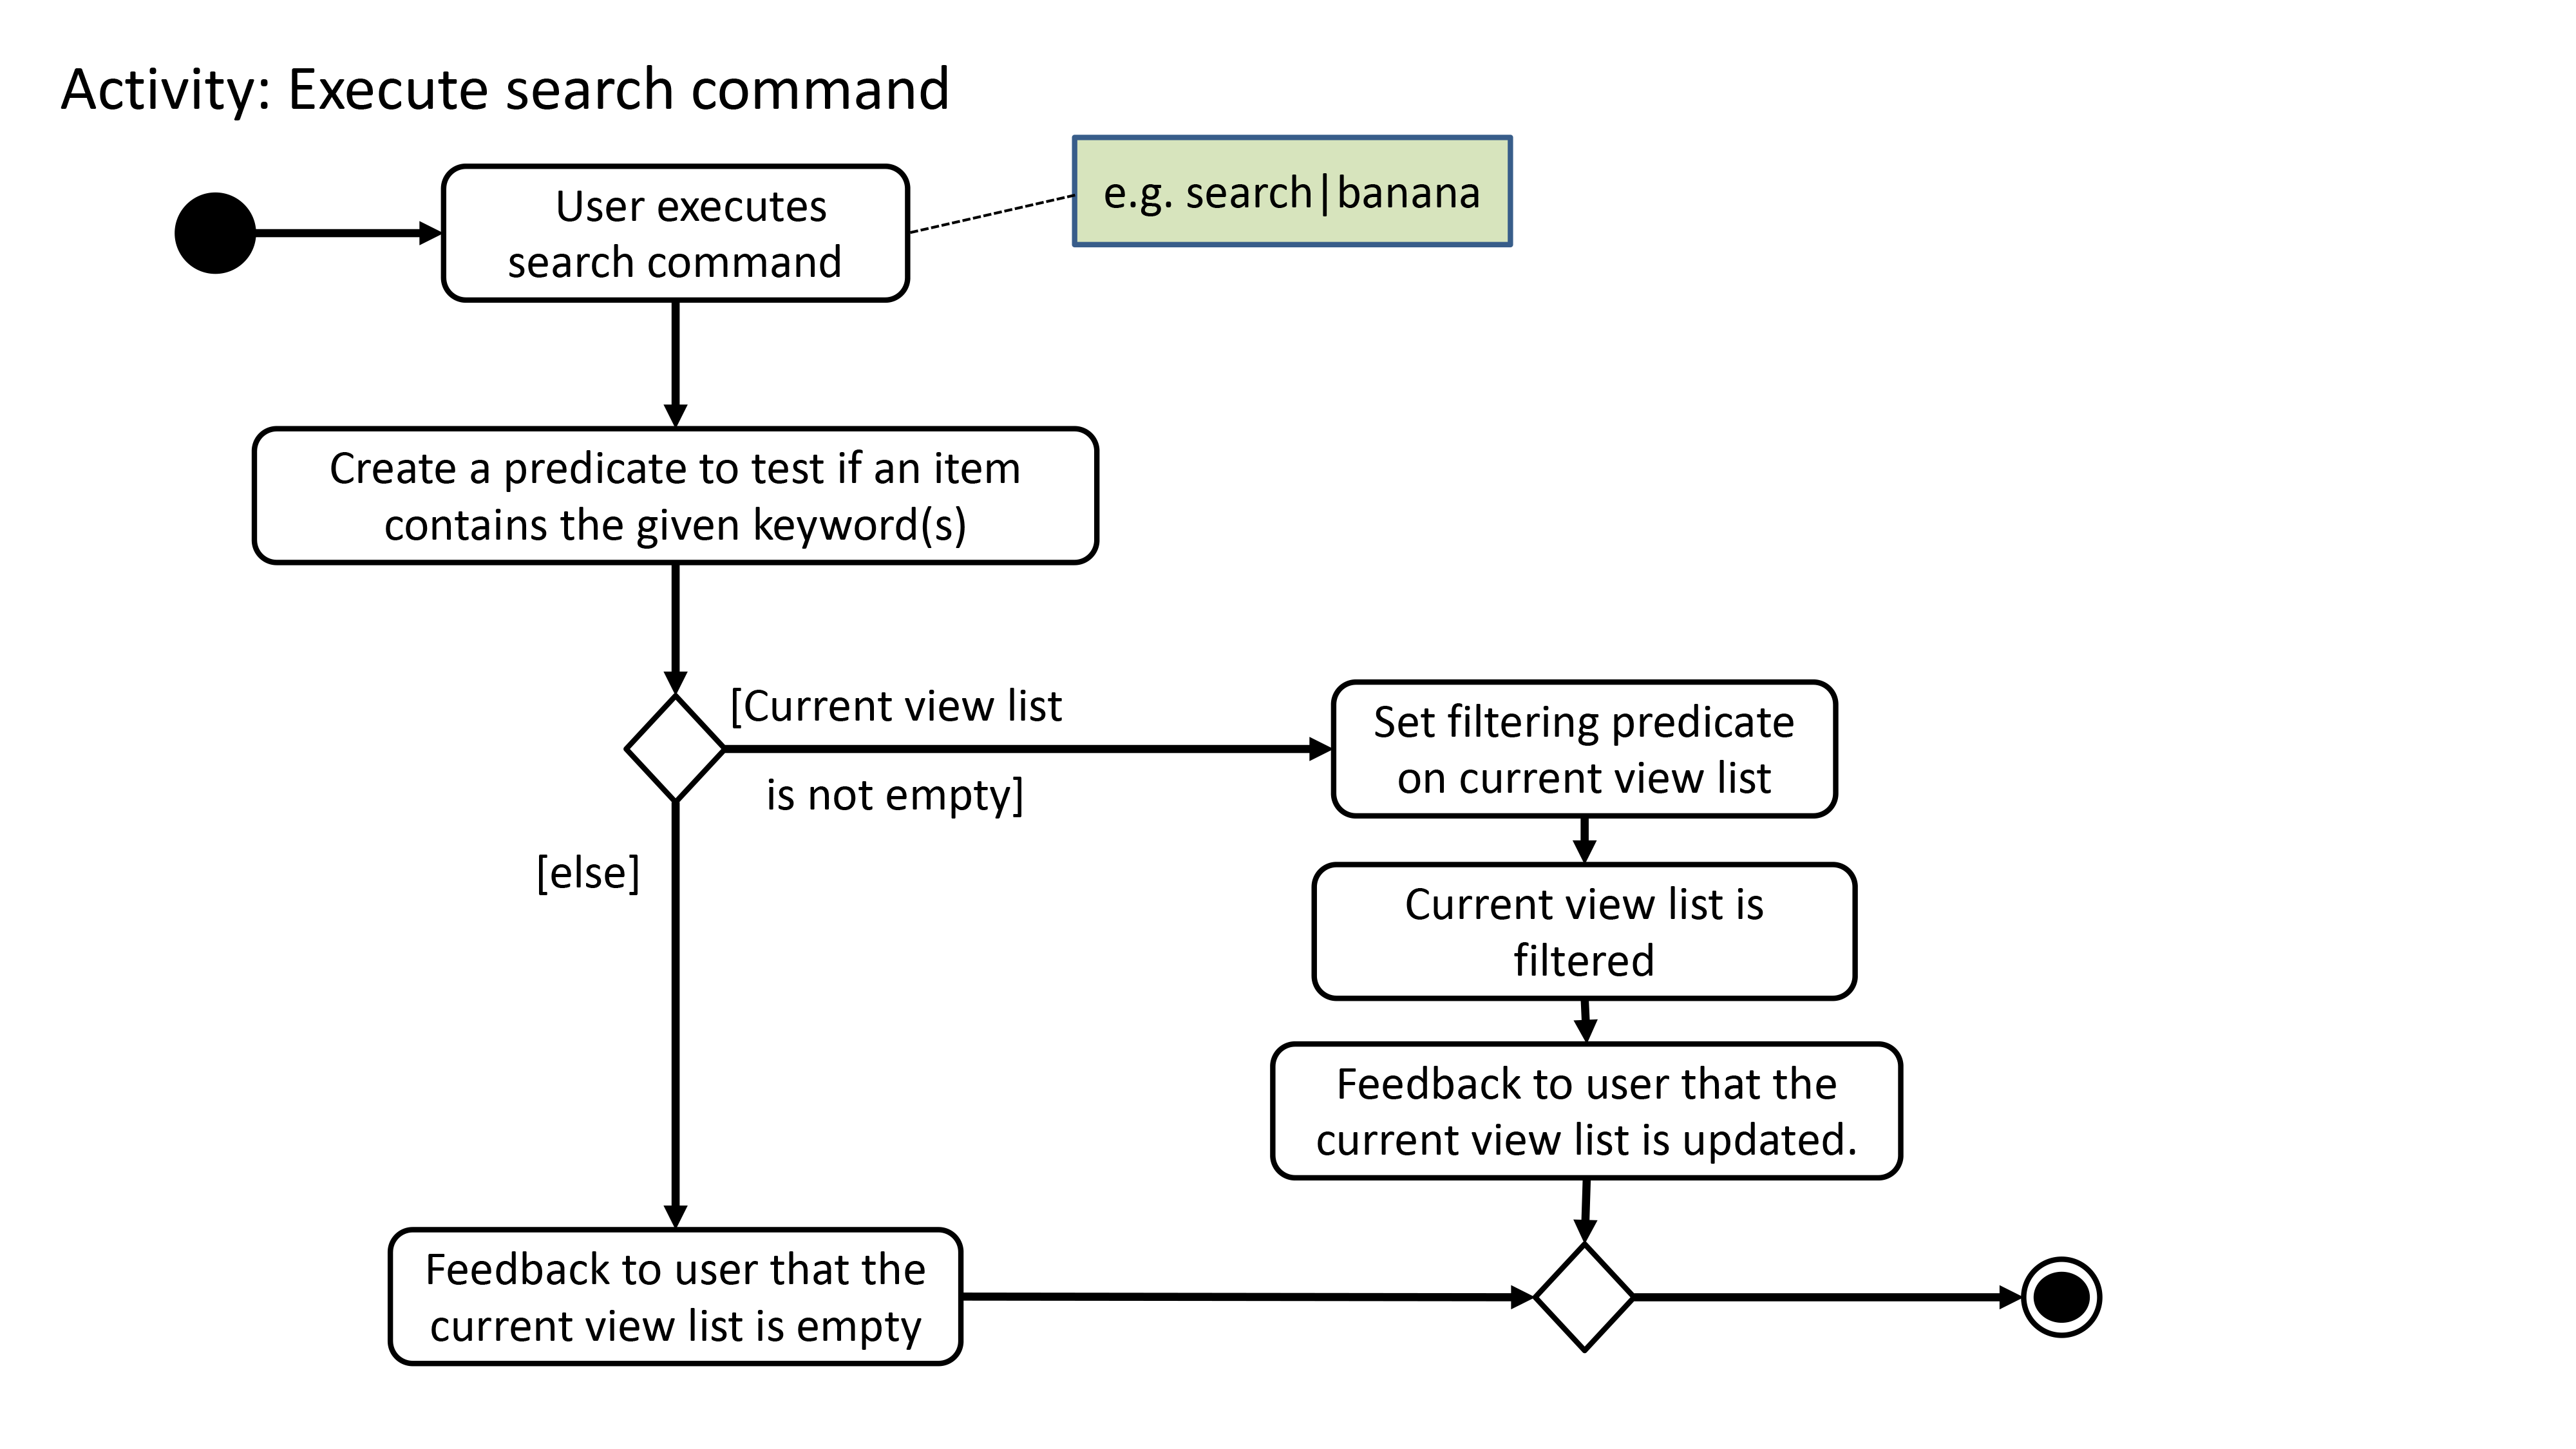 Activity: Execute search command
User executes
search command
e.g. search|banana
Create a predicate to test if an item
contains the given keyword(s)
[Current view list
is not empty]
[else]
Set filtering predicate
on current view list
Current view list is
filtered
Feedback to user that the
current view list is updated.
Feedback to user that the
current view list is empty